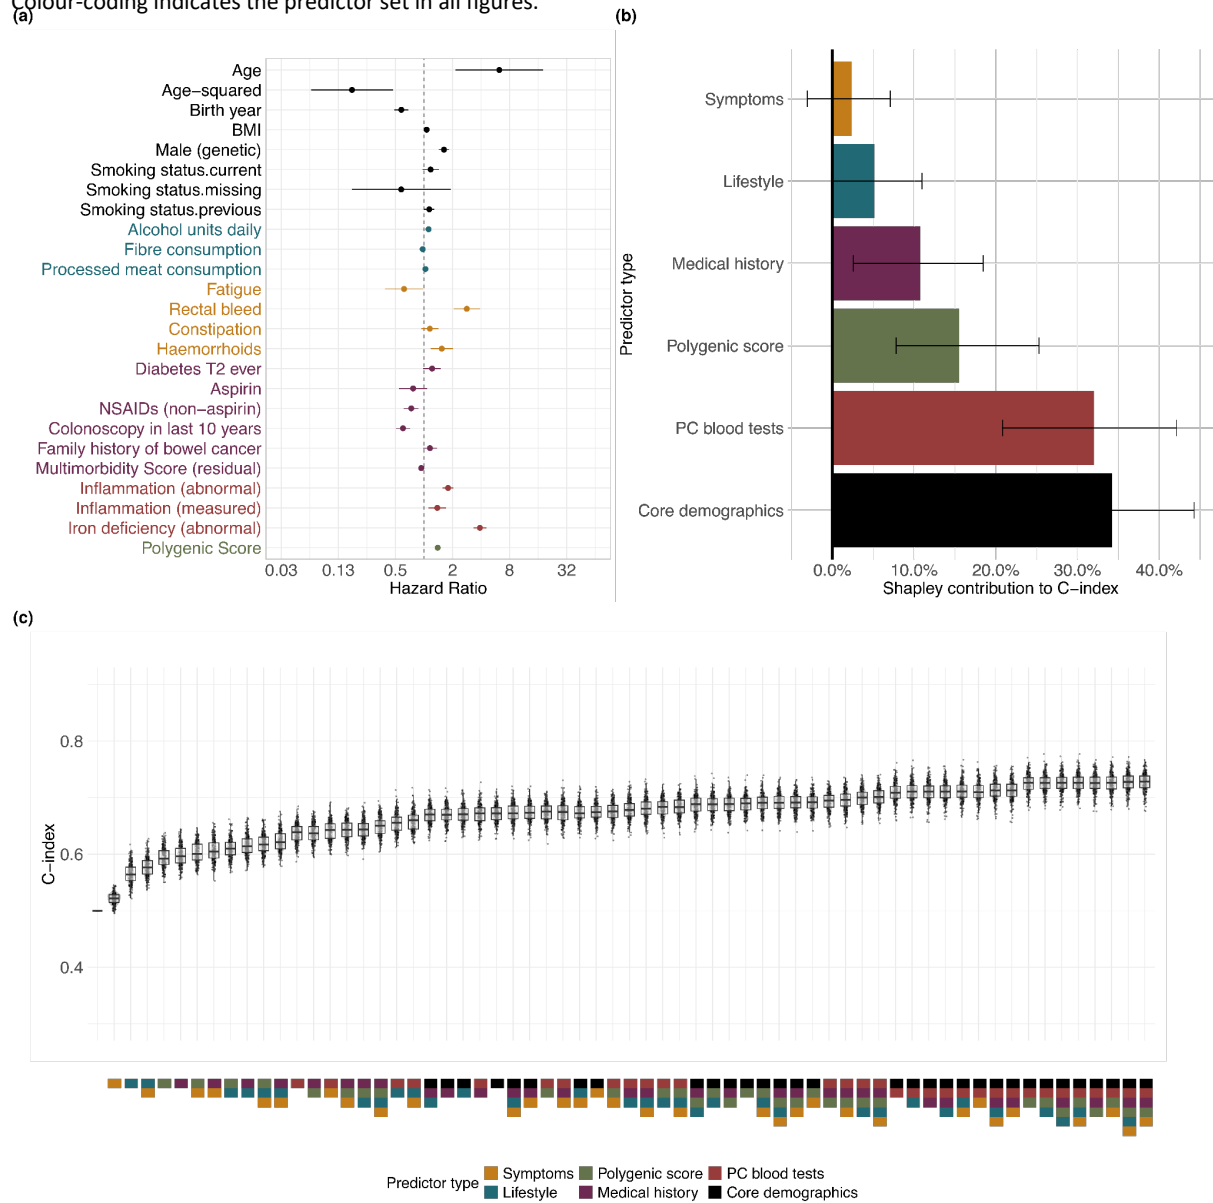 Colour-coding indicates the predictor set in all figures.
(a)
Age
Age−squared
Birth year
BMI
Male (genetic)
Smoking status.current
Smoking status.missing
Smoking status.previous
Alcohol units daily
Fibre consumption
Processed meat consumption
Fatigue
Rectal bleed
Constipation
Haemorrhoids
Diabetes T2 ever
Aspirin
NSAIDs (non−aspirin)
Colonoscopy in last 10 years
Family history of bowel cancer
Multimorbidity Score (residual)
Inflammation (abnormal)
Inflammation (measured)
Iron deficiency (abnormal)
Polygenic Score
0.03 0.13 0.5 2 8 32
Hazard Ratio
(b)
Predictor type
Symptoms
Lifestyle
Medical history
Polygenic score
PC blood tests
Core demographics
0.0% 10.0% 20.0% 30.0% 40.0%
Shapley contribution to C−index
(c)
C−index
0.8
0.6
0.4
Predictor type
Symptoms Polygenic score PC blood tests
Lifestyle Medical history Core demographics